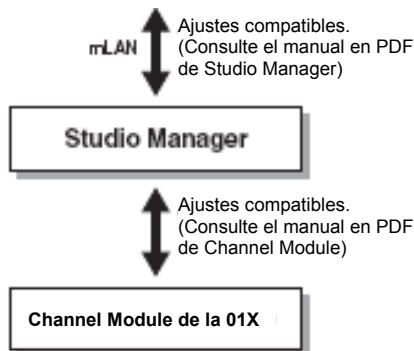 mLAN
Ajustes compatibles.
(Consulte el manual en PDF
de Studio Manager)
Studio Manager
Ajustes compatibles.
(Consulte el manual en PDF
de Channel Module)
Channel Module de la 01X